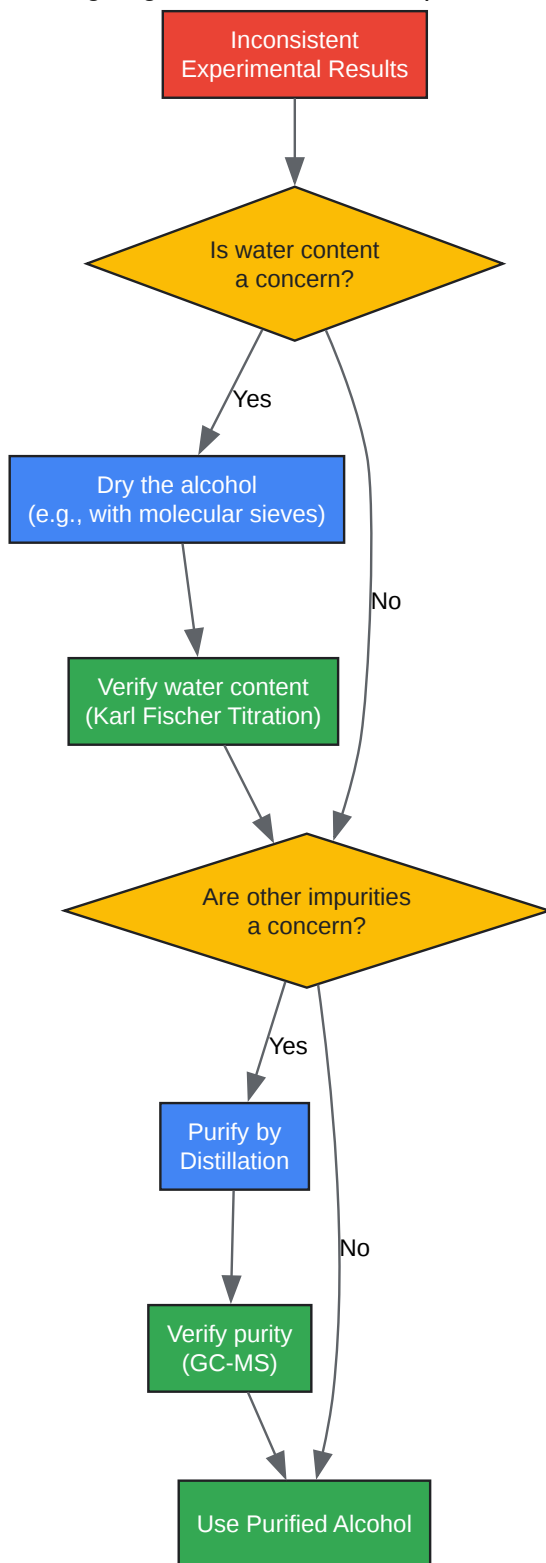 Inconsistent
Experimental Results
Is water content
a concern?
Yes
Dry the alcohol
(e.g., with molecular sieves)
No
Verify water content
(Karl Fischer Titration)
Are other impurities
a concern?
Yes
Purify by
Distillation
No
Verify purity
(GC-MS)
Use Purified Alcohol